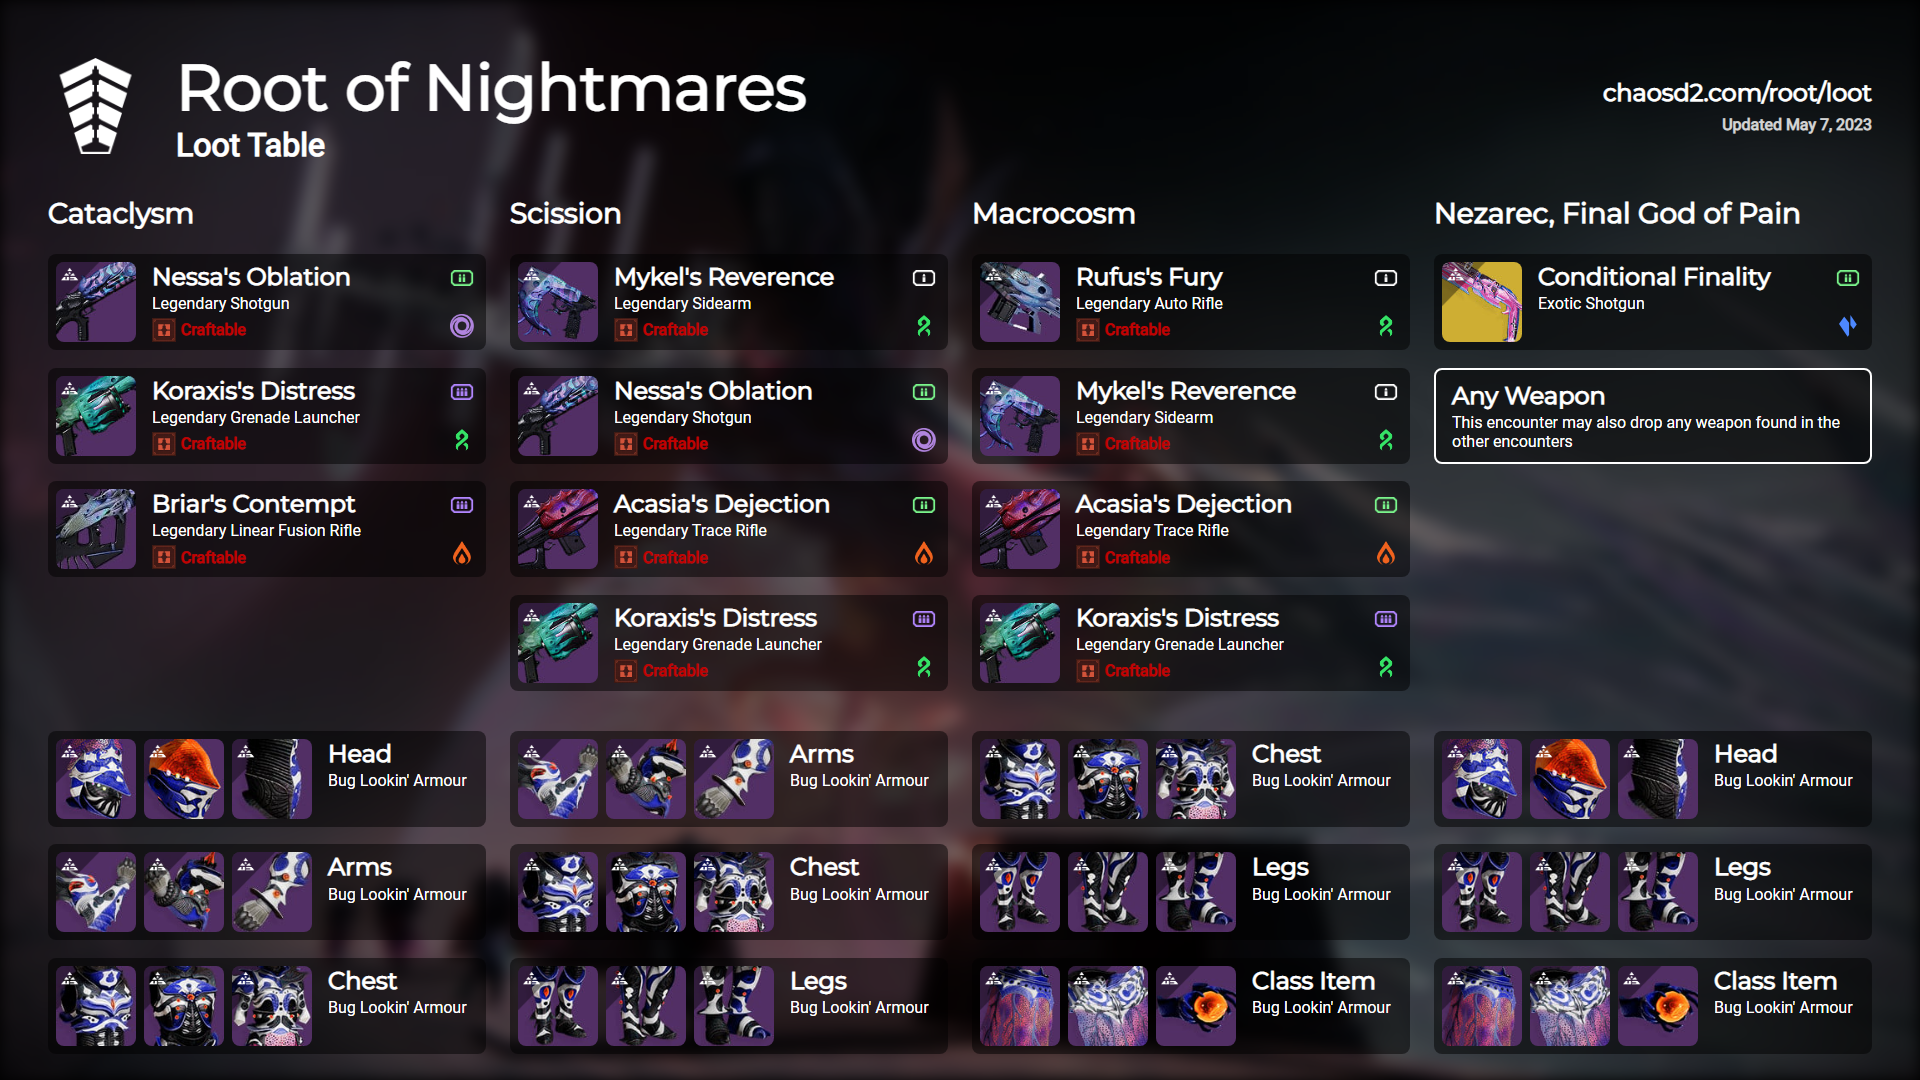 Root of Nightmares
Loot Table
chaosd2.com/root/loot
Updated May 7, 2023
Cataclysm
Nessa's Oblation
Legendary Shotgun
Craftable
Koraxis's Distress
Legendary Grenade Launcher
Craftable
Briar's Contempt
Legendary Linear Fusion Rifle
Craftable
Head
Bug Lookin' Armour
Arms
Bug Lookin' Armour
Chest
Bug Lookin' Armour
Scission
Mykel's Reverence
Legendary Sidearm
Craftable
Nessa's Oblation
Legendary Shotgun
Craftable
Acasia's Dejection
Legendary Trace Rifle
Craftable
Koraxis's Distress
Legendary Grenade Launcher
Craftable
Arms
Bug Lookin' Armour
Chest
Bug Lookin' Armour
Legs
Bug Lookin' Armour
Macrocosm
Rufus's Fury
Legendary Auto Rifle
Craftable
Mykel's Reverence
Legendary Sidearm
Craftable
Acasia's Dejection
Legendary Trace Rifle
Craftable
Koraxis's Distress
Legendary Grenade Launcher
Craftable
Chest
Bug Lookin' Armour
Legs
Bug Lookin' Armour
Class Item
Bug Lookin' Armour
Nezarec, Final God of Pain
Conditional Finality
Exotic Shotgun
Any Weapon
This encounter may also drop any weapon found in the
other encounters
Head
Bug Lookin' Armour
Legs
Bug Lookin' Armour
Class Item
Bug Lookin' Armour